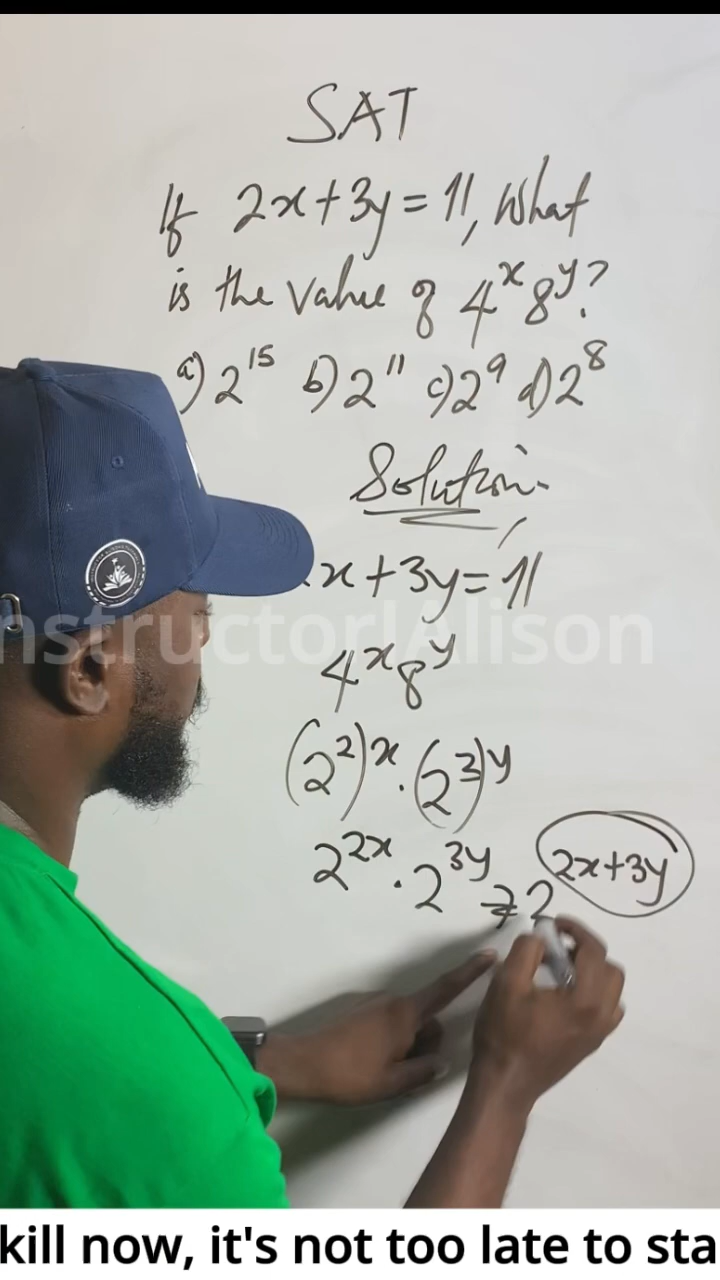 SAT
If 2x+3y=11, What
is the value of 4^x 8^y?
a) 2^15 b) 2^11 c) 2^9 d) 2^8
Solution
x+3y=11
nstructor|Alison
4^x 8^y
(2^2)^x . (2^3)^y
2^2x . 2^3y => 2^2x+3y
kill now, it's not too late to sta